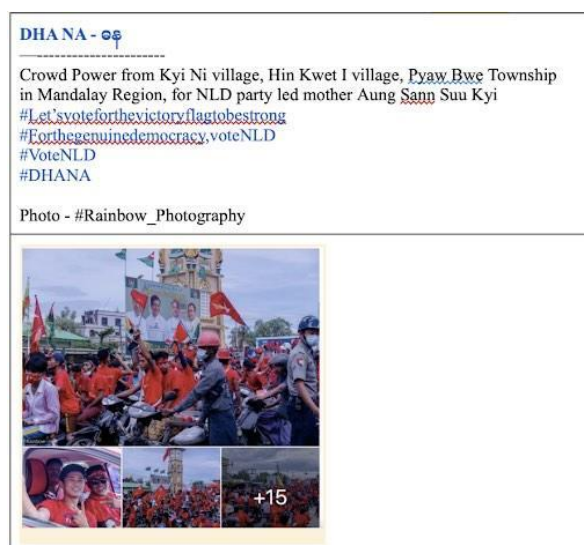 DHA NA - ဓန
Crowd Power from Kyi Ni village, Hin Kwet I village, Pyaw Bwe Township
in Mandalay Region, for NLD party led mother Aung Sann Suu Kyi
#Let’svoteforthevictoryflagtobestrong
#Forthegenuinedemocracy,voteNLD
#VoteNLD
#DHANA
Photo - #Rainbow_Photography
+15